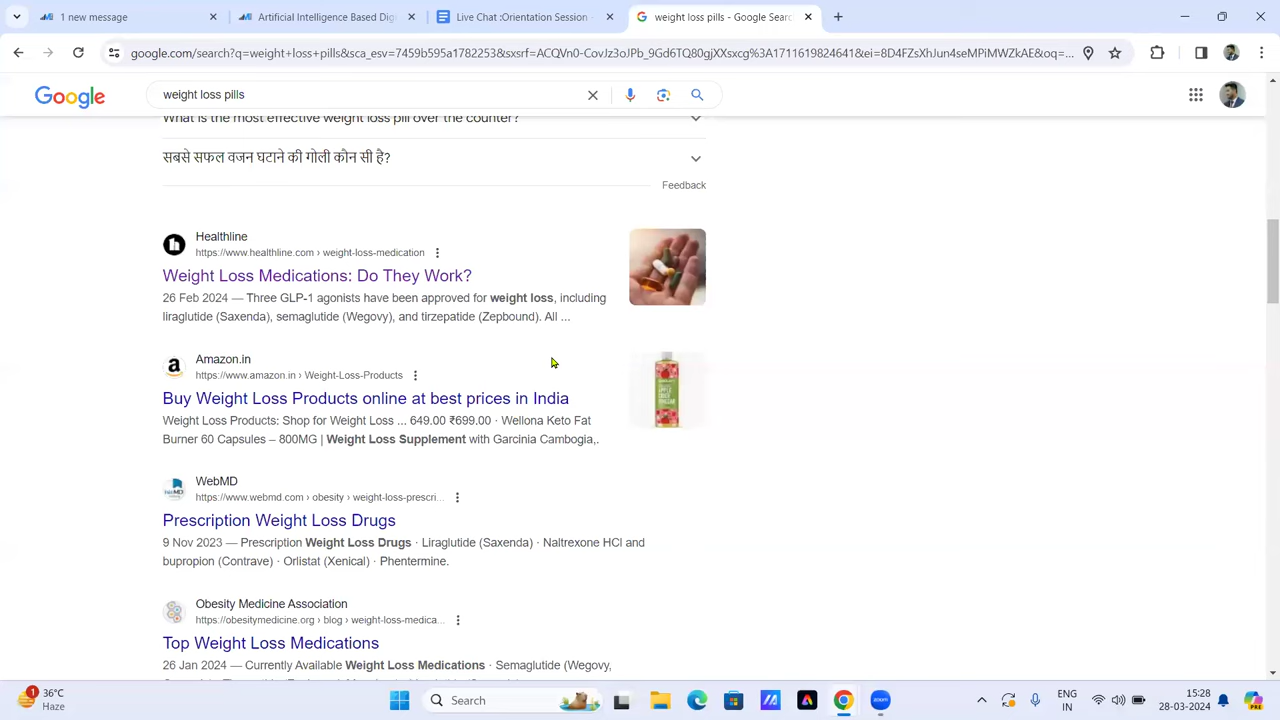 1 new message
Artificial Intelligence Based Digi
Live Chat :Orientation Session -
weight loss pills - Google Searc
google.com/search?q=weight+loss+pills&sca_esv=7459b595a1782253&sxsrf=ACQVn0-CovJz3oJPb_9Gd6TQ80gjXXsxcg%3A1711619824641&ei=8D4FZsXhJun4seMPiMWZkAE&oq=...
Google
weight loss pills
What is the most effective weight loss pill over the counter?
सबसे सफल वजन घटाने की गोली कौन सी है?
Feedback
Healthline
https://www.healthline.com › weight-loss-medication
Weight Loss Medications: Do They Work?
26 Feb 2024 — Three GLP-1 agonists have been approved for weight loss, including
liraglutide (Saxenda), semaglutide (Wegovy), and tirzepatide (Zepbound). All ...
Amazon.in
https://www.amazon.in › Weight-Loss-Products
Buy Weight Loss Products online at best prices in India
Weight Loss Products: Shop for Weight Loss ... 649.00 ₹699.00 · Wellona Keto Fat
Burner 60 Capsules – 800MG | Weight Loss Supplement with Garcinia Cambogia,.
WebMD
https://www.webmd.com › obesity › weight-loss-prescri...
Prescription Weight Loss Drugs
9 Nov 2023 — Prescription Weight Loss Drugs · Liraglutide (Saxenda) · Naltrexone HCl and
bupropion (Contrave) · Orlistat (Xenical) · Phentermine.
Obesity Medicine Association
https://obesitymedicine.org › blog › weight-loss-medica...
Top Weight Loss Medications
26 Jan 2024 — Currently Available Weight Loss Medications · Semaglutide (Wegovy,
1
36°C
Haze
Search
zoom
ENG
IN
15:28
28-03-2024
PRE